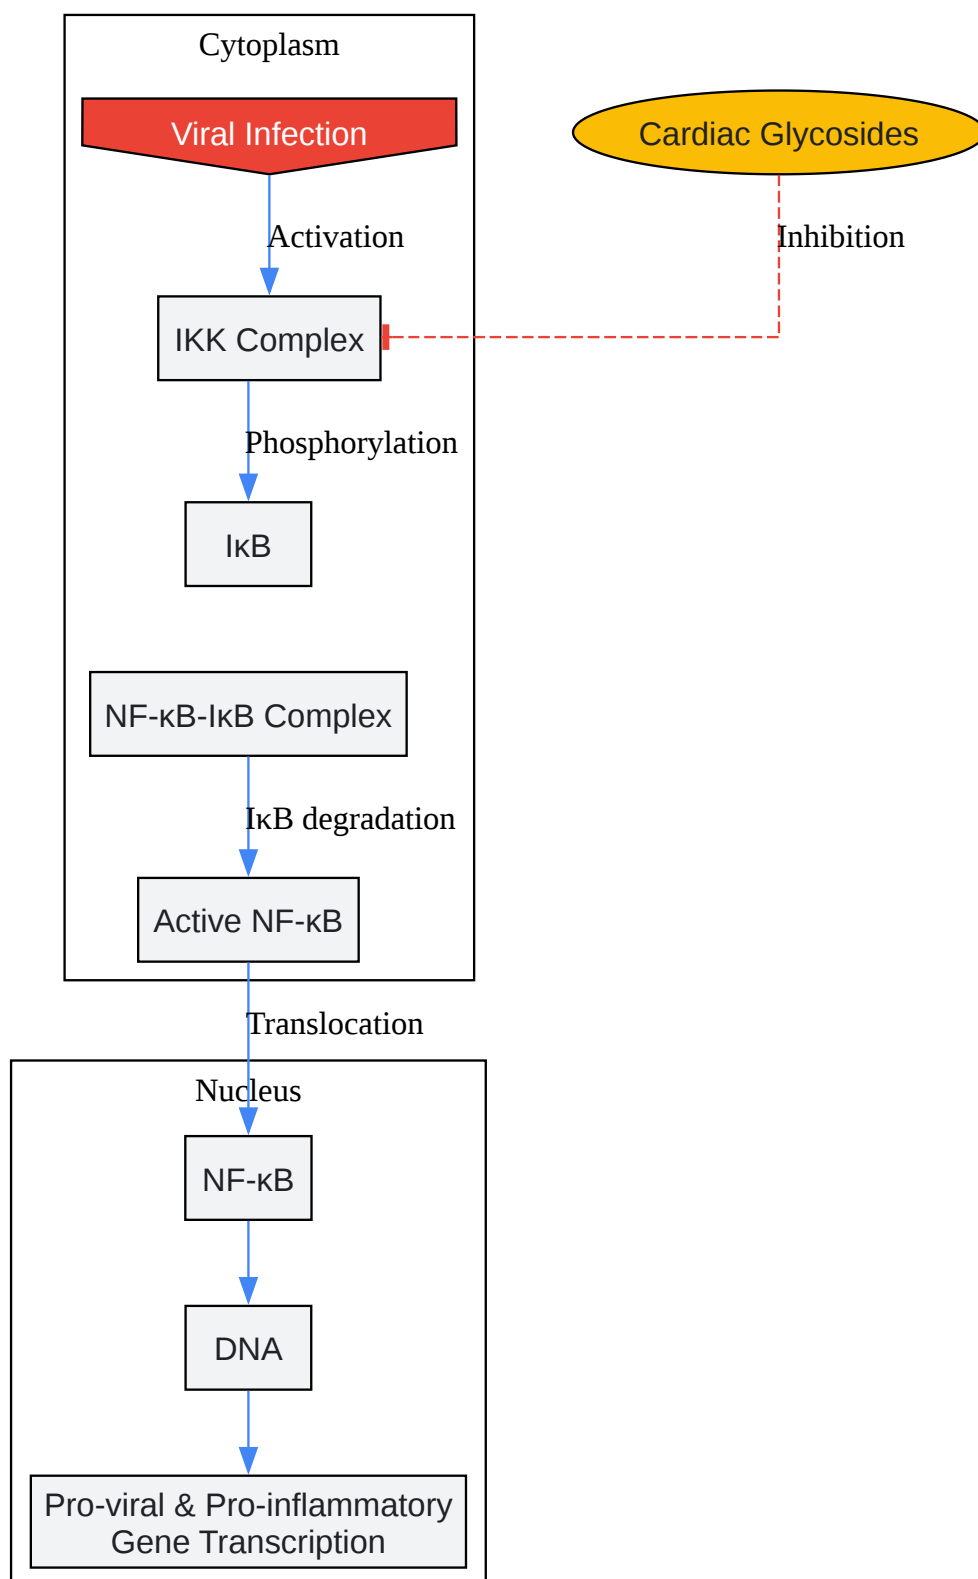 Cytoplasm
Viral Infection
Cardiac Glycosides
Activation
Inhibition
IKK Complex
Phosphorylation
IκB
NF-κB-IκB Complex
IκB degradation
Active NF-κB
Translocation
Nucleus
NF-κB
DNA
Pro-viral & Pro-inflammatory
Gene Transcription